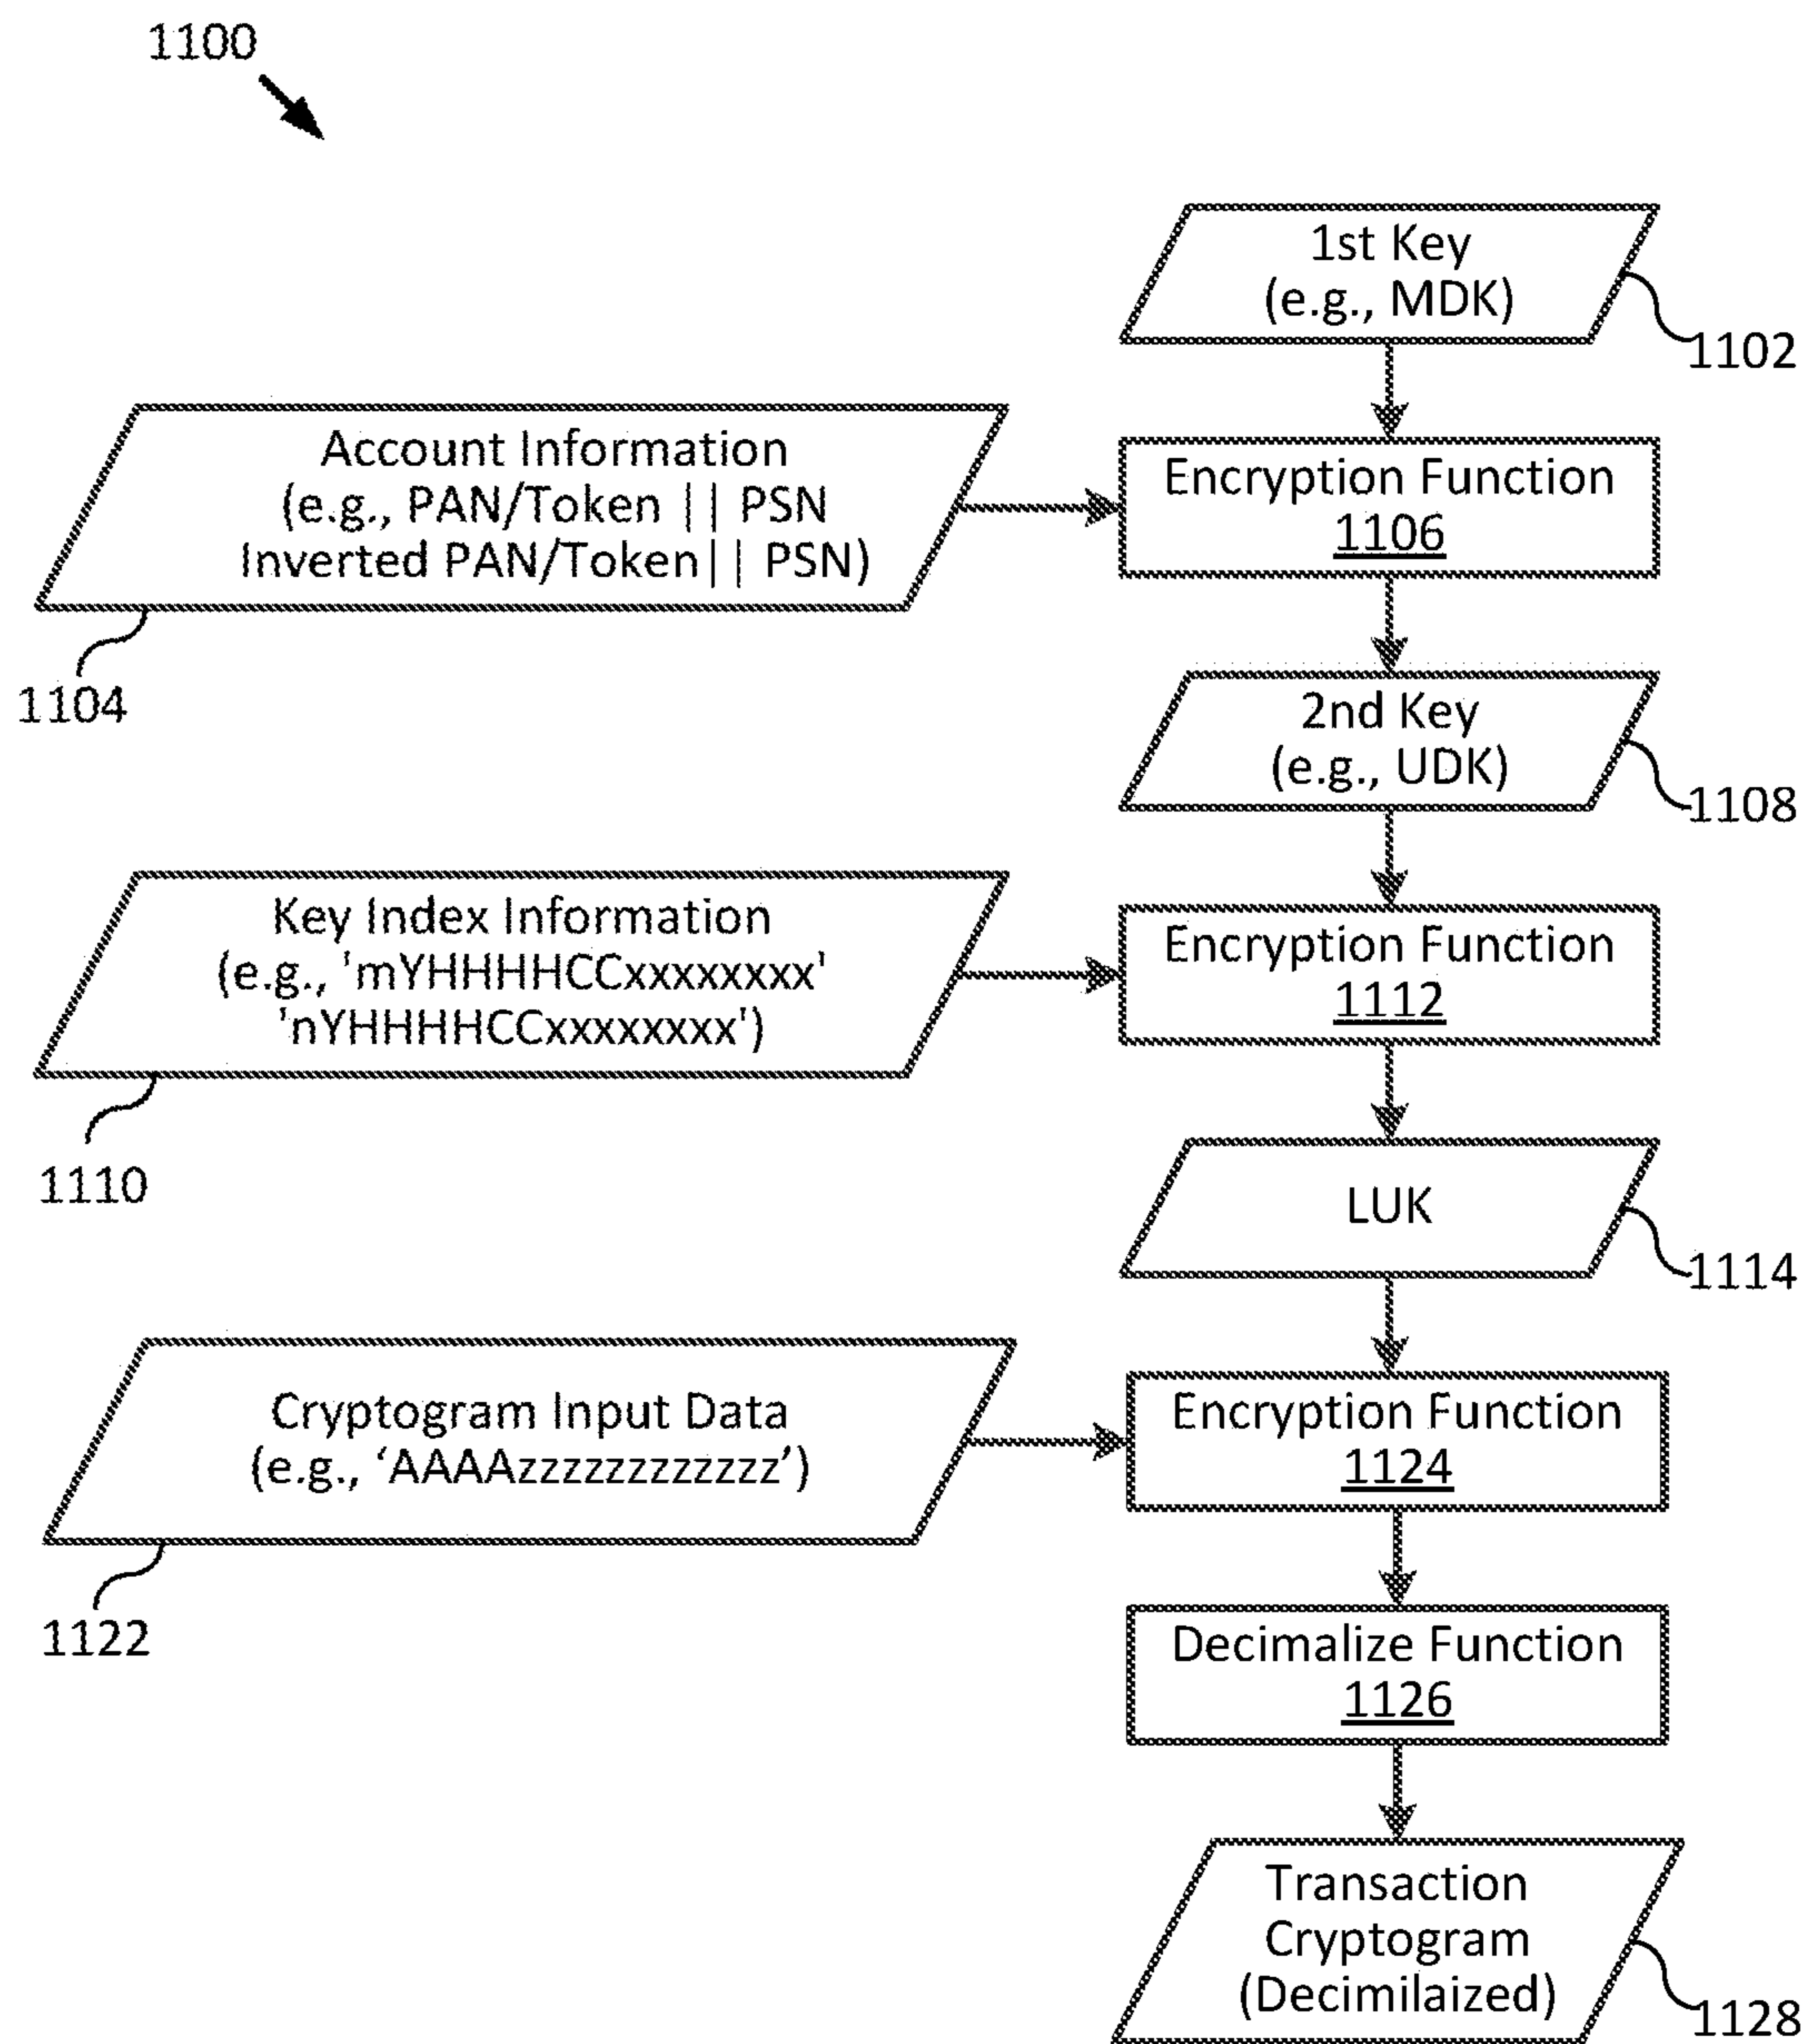 1100
1st Key
(e.g., MDK)
1102
Account Information
(e.g., PAN/Token || PSN
Inverted PAN/Token|| PSN)
1104
Encryption Function
1106
2nd Key
(e.g., UDK)
1108
Key Index Information
(e.g., 'mYHHHHCCxxxxxxxx'
'nYHHHHCCxxxxxxxx')
1110
Encryption Function
1112
LUK
1114
Cryptogram Input Data
(e.g., ‘AAAAzzzzzzzzzzzz’)
1122
Encryption Function
1124
Decimalize Function
1126
Transaction
Cryptogram
(Decimilaized)
1128